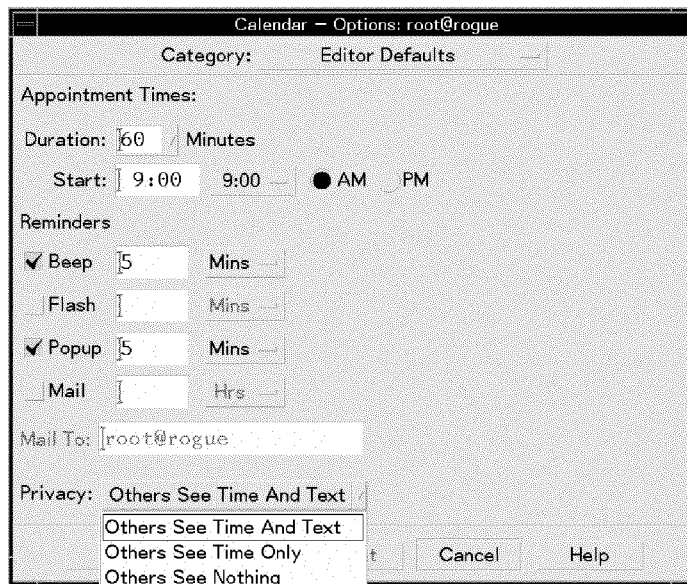 Calendar — Options: root@rogue
Category: Editor Defaults
Appointment Times:
Duration: 60 Minutes
Start: 9:00 9:00 AM PM
Reminders
Beep 5 Mins
Flash Mins
Popup 5 Mins
Mail Hrs
Mail To: root@rogue
Privacy: Others See Time And Text
Others See Time And Text
Others See Time Only
t Cancel Help
Others See Nothing